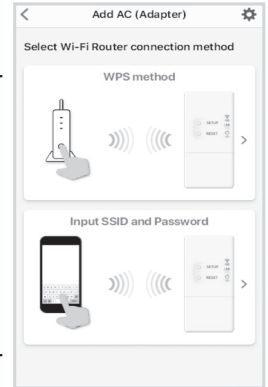 Add AC (Adapter)
Select Wi-Fi Router connection method
WPS method
SETUP
RESET
Input SSID and Password
SETUP
RESET